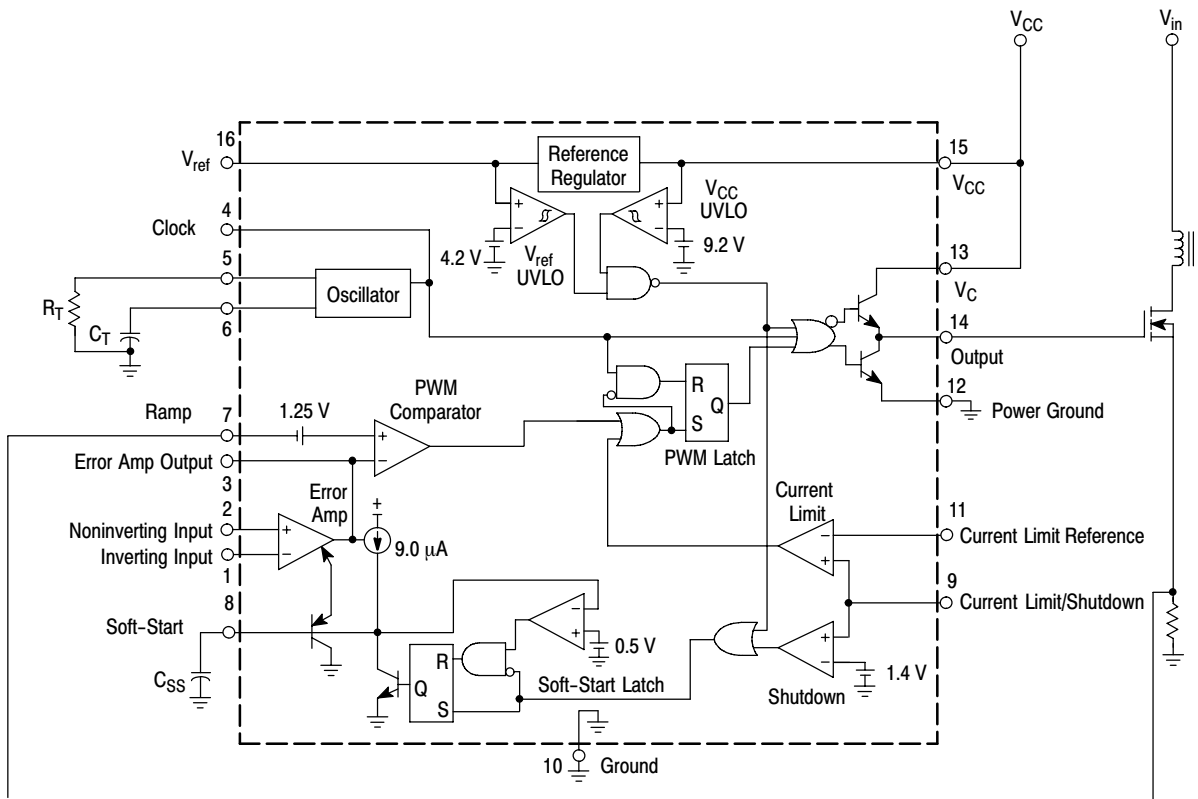 VCC
Vin
16
Vref
Reference
Regulator
15
VCC
VCC
UVLO
4
Clock
4.2 V
Vref
UVLO
9.2 V
5
13
VC
RT
Oscillator
CT
6
14
Output
12
Power Ground
PWM
Comparator
R
Q
S
PWM Latch
Ramp
7
1.25 V
Error Amp Output
3
Error
Amp
2
Noninverting Input
Inverting Input
1
9.0 µA
Current
Limit
11
Current Limit Reference
9
Current Limit/Shutdown
8
Soft-Start
CSS
0.5 V
R
Q
S
Soft-Start Latch
1.4 V
Shutdown
10
Ground
+
−
+
−
+
−
+
−
±
−
+
−
+
+
−